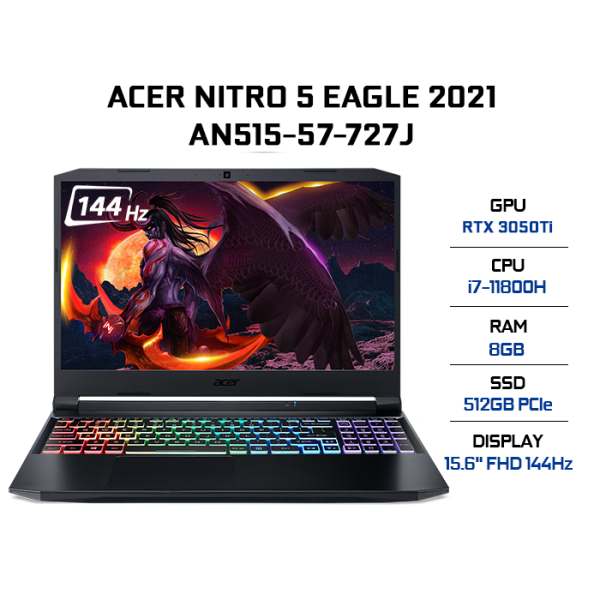 ACER NITRO 5 EAGLE 2021
AN515-57-727J
144 Hz
acer
GPU
RTX 3050Ti
CPU
i7-11800H
RAM
8GB
SSD
512GB PCIe
DISPLAY
15.6" FHD 144Hz